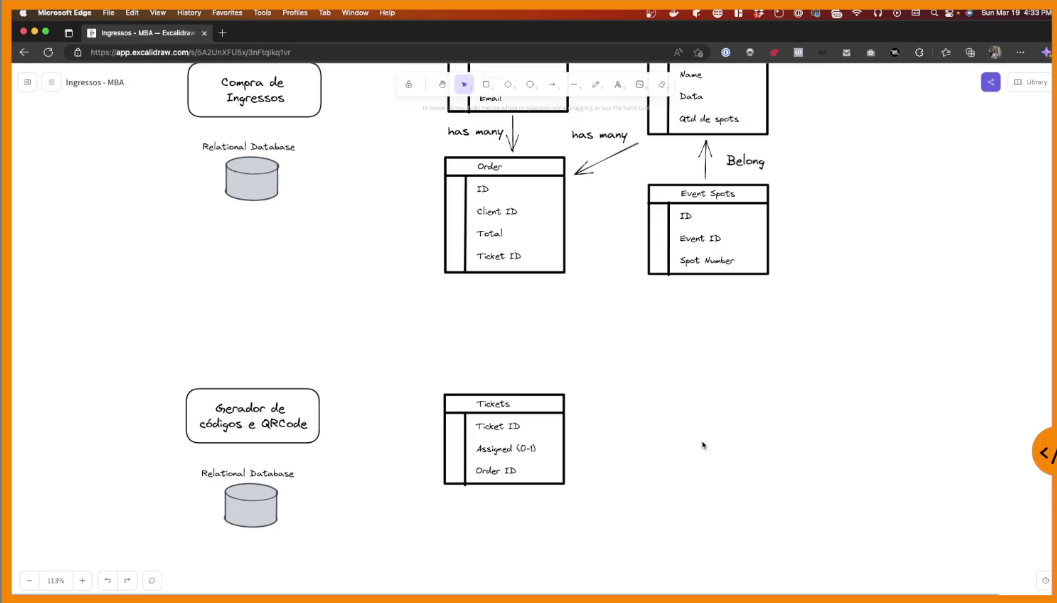 Microsoft Edge File Edit View History Favorites Tools Profiles Tab Window Help Sun Mar 19 4:33 PM
Ingressos - MBA — Excalidraw
https://app.excalidraw.com/s/5A2UnXFU5x/3nFtqIkq1vr
Ingressos - MBA
Library
Compra de
Ingressos
Relational Database
Email
has many
has many
Name
Data
Qtd de spots
Belong
Order
ID
Client ID
Total
Ticket ID
Event Spots
ID
Event ID
Spot Number
Gerador de
códigos e QRCode
Relational Database
Tickets
Ticket ID
Assigned (0-1)
Order ID
113%